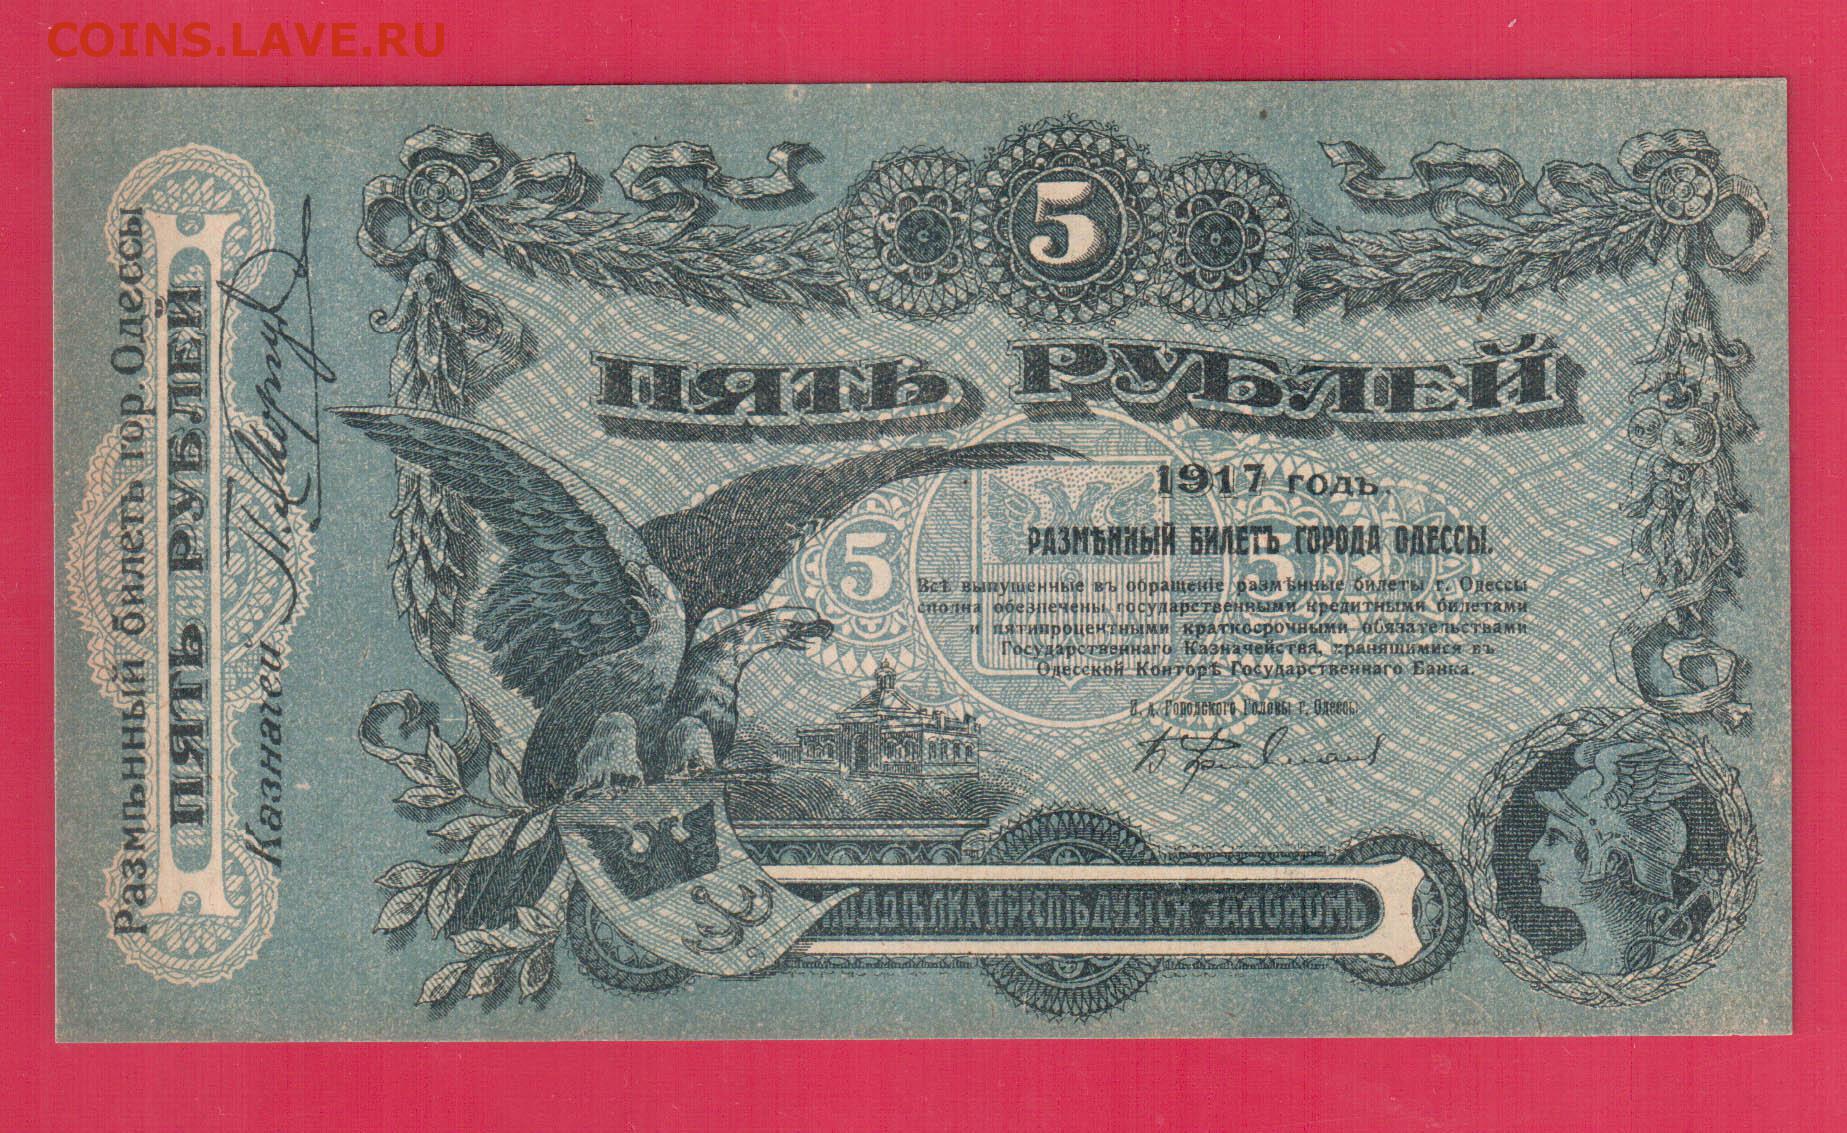 COINS.LAVE.RU
Размѣнный билетъ гор. Одессы
ПЯТЬ РУБЛЕЙ
Казначей
5
ПЯТЬ РУБЛЕЙ
1917 годъ.
5 5
РАЗМѢННЫЙ БИЛЕТЪ ГОРОДА ОДЕССЫ.
Всѣ выпущенные въ обращеніе размѣнные билеты г. Одессы
сполна обезпечены государственными кредитными билетами
и пятипроцентными краткосрочными обязательствами
Государственнаго Казначейства, хранящимися въ
Одесской Конторѣ Государственнаго Банка.
И. д. Городского Головы г. Одессы
ПОДДѢЛКА ПРЕСЛѢДУЕТСЯ ЗАКОНОМЪ